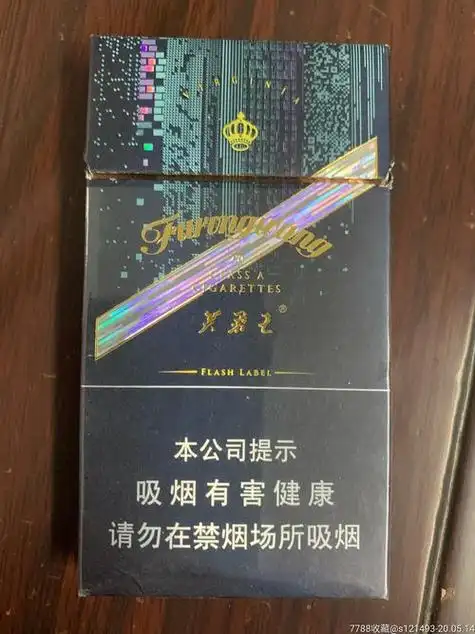 VIRGINIA
Furongwang
CLASS A
CIGARETTES
芙蓉王®
FLASH LABEL
本公司提示
吸烟有害健康
请勿在禁烟场所吸烟
7788收藏@s121493-20.05.14